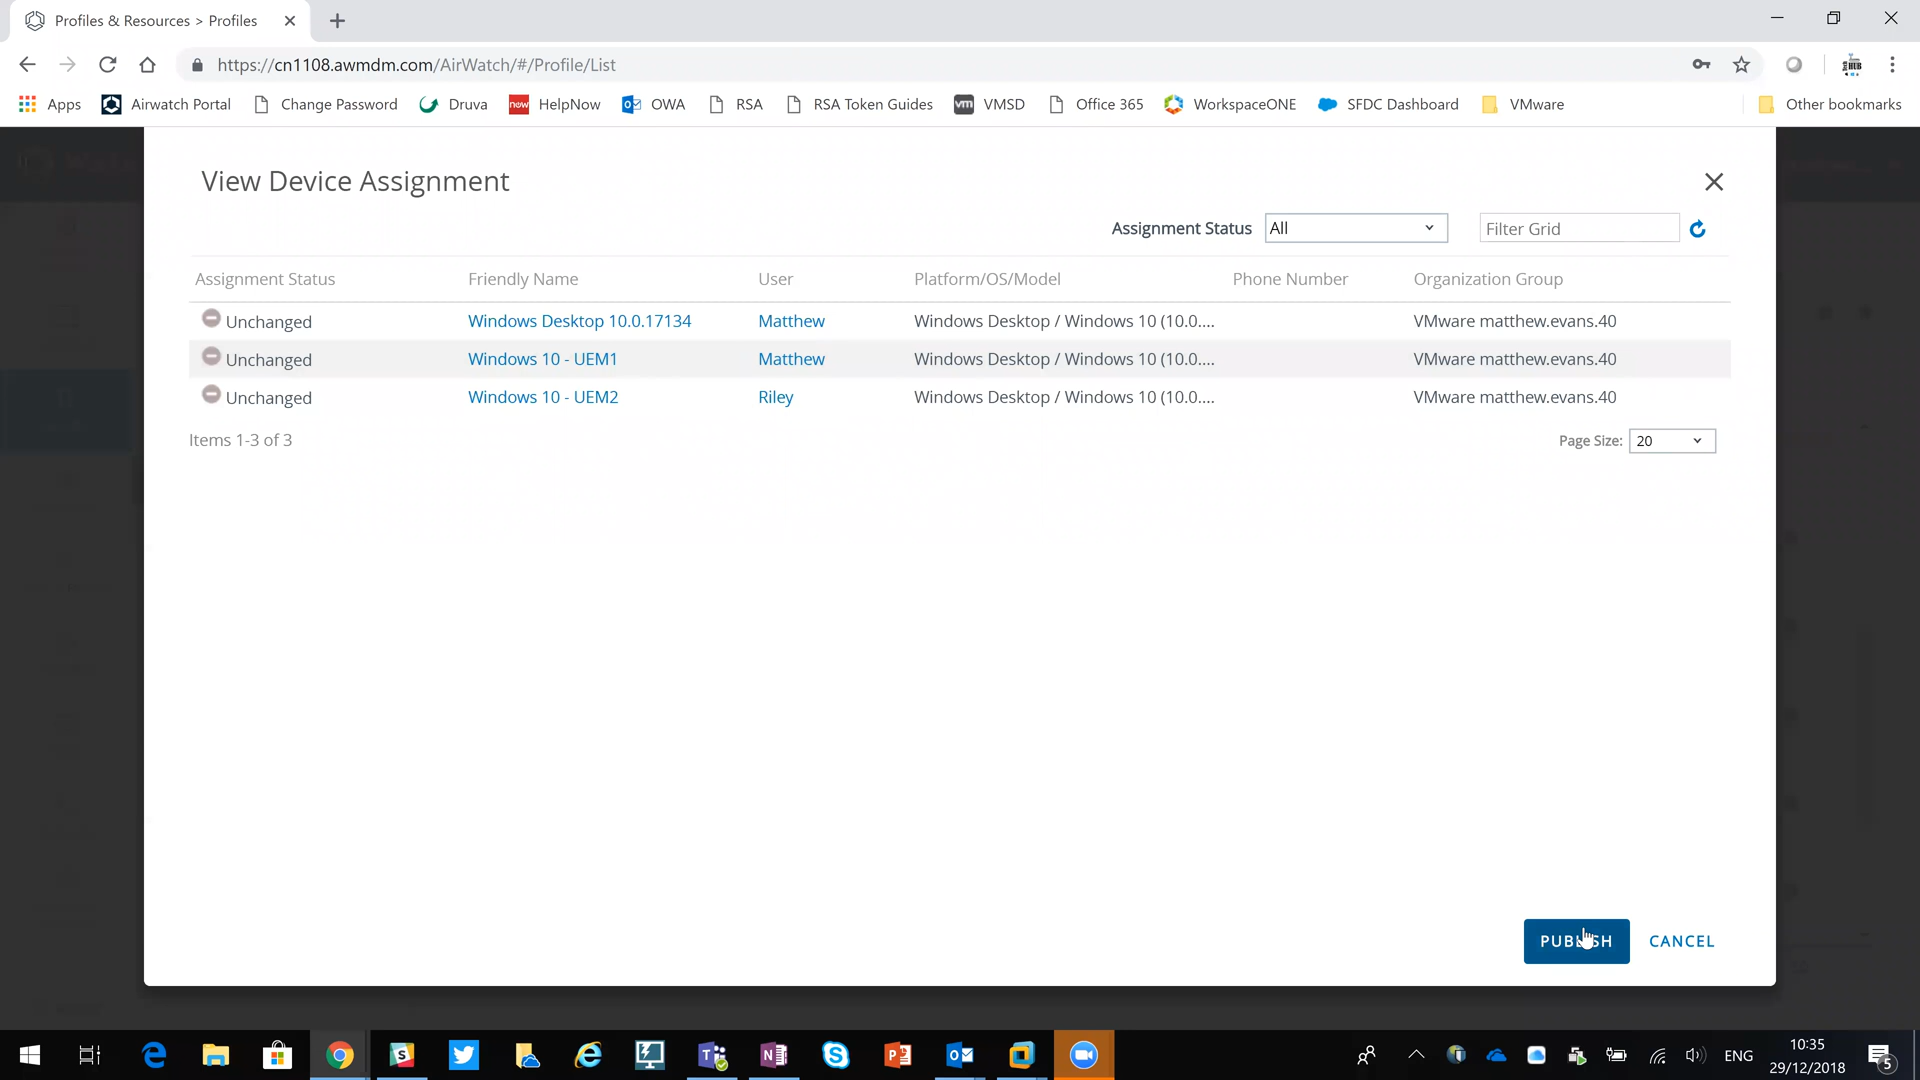 Profiles & Resources > Profiles
https://cn1108.awmdm.com/AirWatch/#/Profile/List
Apps Airwatch Portal Change Password Druva HelpNow OWA RSA RSA Token Guides VMSD Office 365 WorkspaceONE SFDC Dashboard VMware Other bookmarks
View Device Assignment
Assignment Status All Filter Grid
Assignment Status Friendly Name User Platform/OS/Model Phone Number Organization Group
Unchanged Windows Desktop 10.0.17134 Matthew Windows Desktop / Windows 10 (10.0.... VMware matthew.evans.40
Unchanged Windows 10 - UEM1 Matthew Windows Desktop / Windows 10 (10.0.... VMware matthew.evans.40
Unchanged Windows 10 - UEM2 Riley Windows Desktop / Windows 10 (10.0.... VMware matthew.evans.40
Items 1-3 of 3 Page Size: 20
PUBLISH CANCEL
ENG
10:35
29/12/2018
5